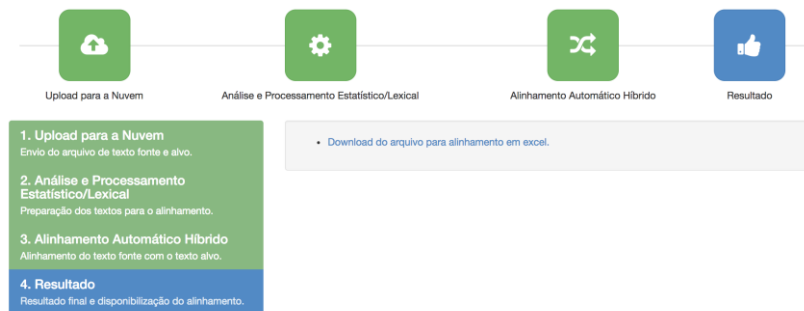 Upload para a Nuvem
Análise e Processamento Estatístico/Lexical
Alinhamento Automático Híbrido
Resultado
1. Upload para a Nuvem
Envio do arquivo de texto fonte e alvo.
2. Análise e Processamento
Estatístico/Lexical
Preparação dos textos para o alinhamento.
3. Alinhamento Automático Híbrido
Alinhamento do texto fonte com o texto alvo.
4. Resultado
Resultado final e disponibilização do alinhamento.
• Download do arquivo para alinhamento em excel.